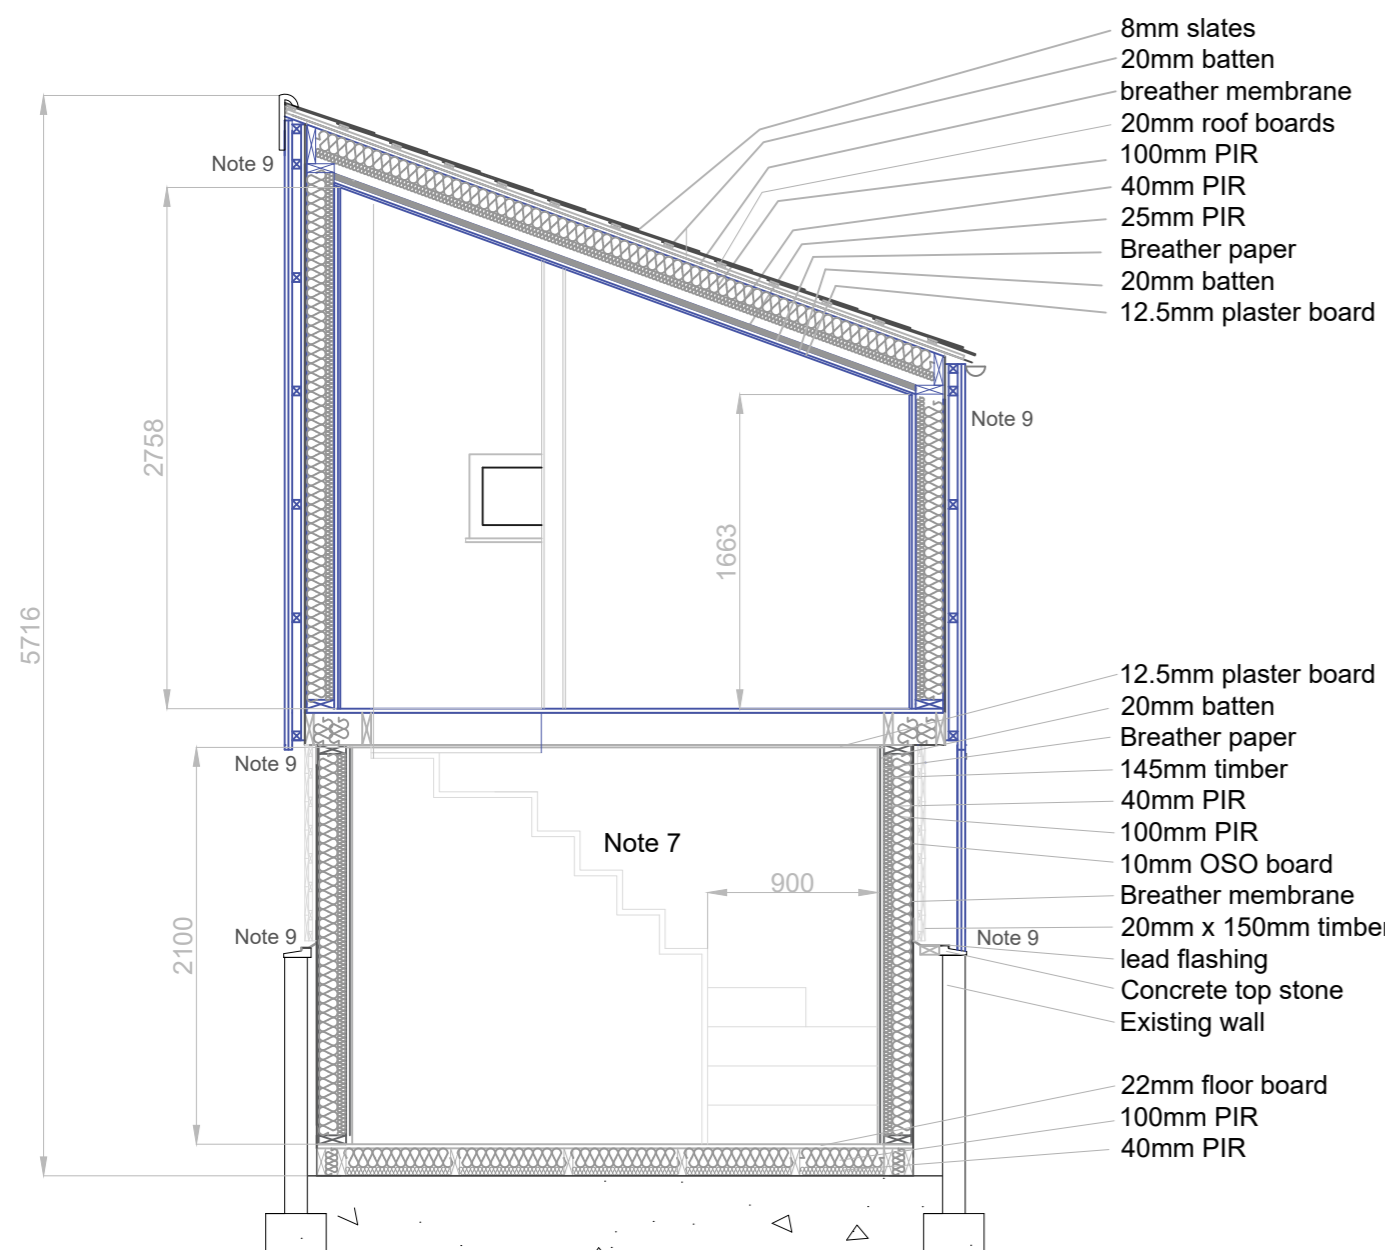 8mm slates
20mm batten
breather membrane
20mm roof boards
100mm PIR
40mm PIR
25mm PIR
Breather paper
20mm batten
12.5mm plaster board
Note 9
Note 9
2758
1663
5716
12.5mm plaster board
20mm batten
Breather paper
145mm timber
40mm PIR
100mm PIR
10mm OSO board
Breather membrane
20mm x 150mm timber
lead flashing
Concrete top stone
Existing wall
Note 9
Note 7
900
2100
Note 9
Note 9
22mm floor board
100mm PIR
40mm PIR